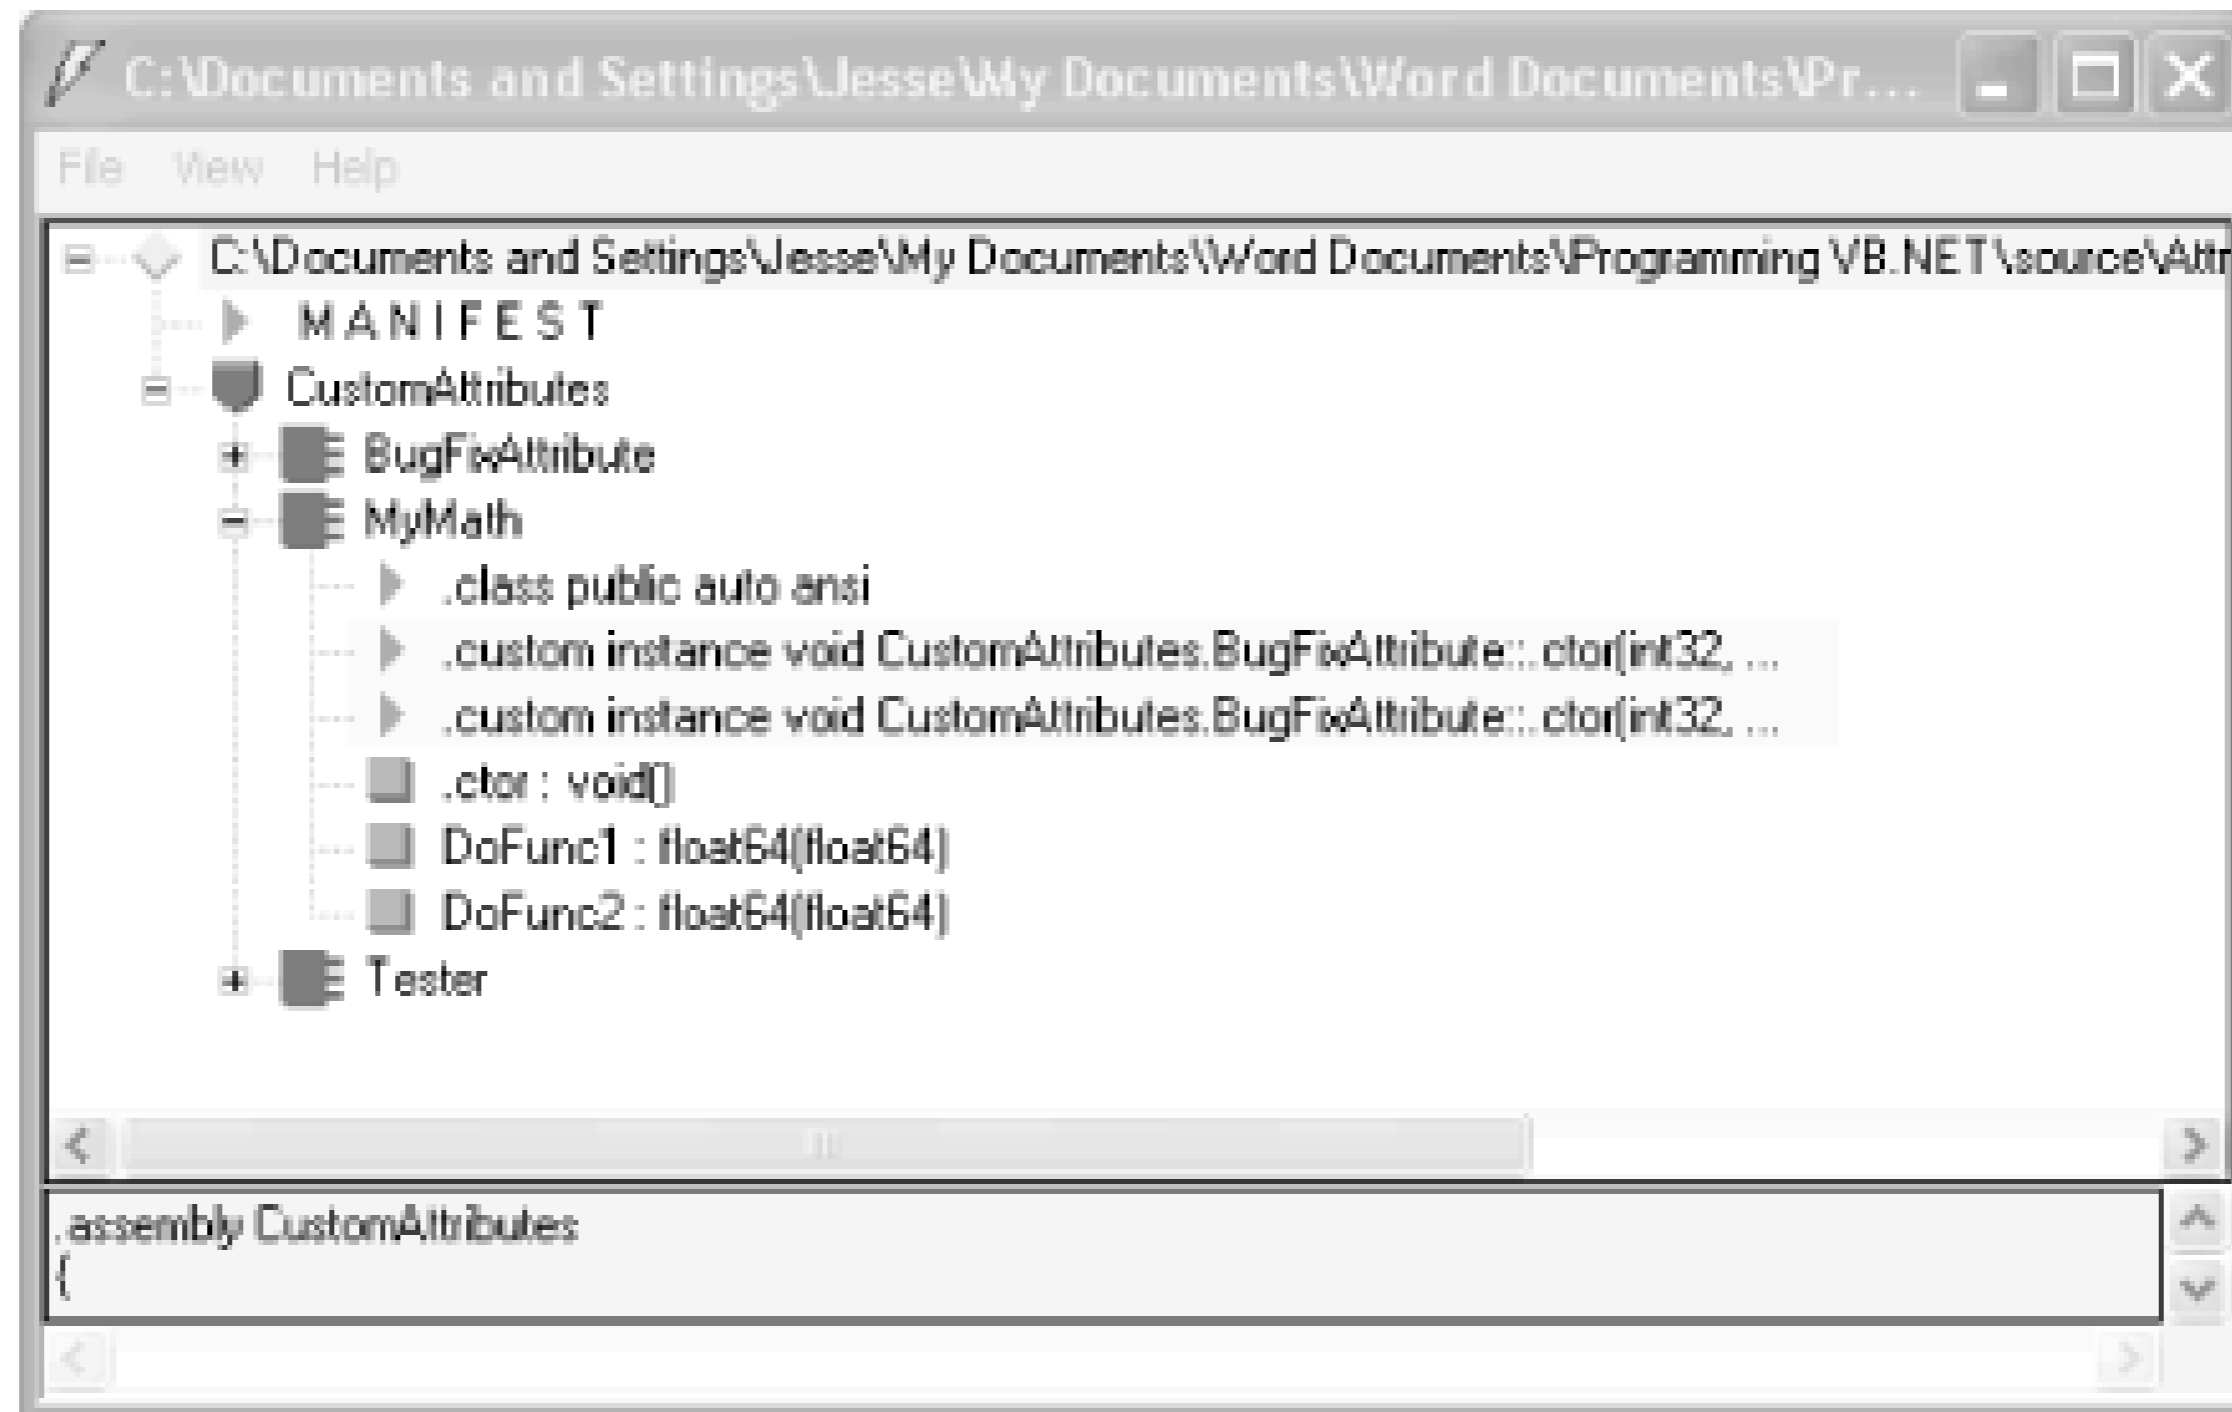 C:\Documents and Settings\Jesse\My Documents\Word Documents\Pr...
File View Help
C:\Documents and Settings\Jesse\My Documents\Word Documents\Programming VB.NET\source\Attr
M A N I F E S T
CustomAttributes
BugFixAttribute
MyMath
.class public auto ansi
.custom instance void CustomAttributes.BugFixAttribute::.ctor(int32, ...
.custom instance void CustomAttributes.BugFixAttribute::.ctor(int32, ...
.ctor : void()
DoFunc1 : float64(float64)
DoFunc2 : float64(float64)
Tester
.assembly CustomAttributes
{